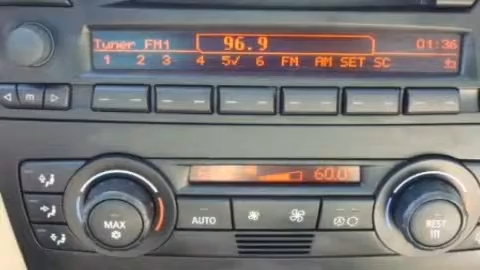 Tuner FM1 96.9 01:36
1 2 3 4 5✓ 6 FM AM SET SC
m
60.0
MAX AUTO REST